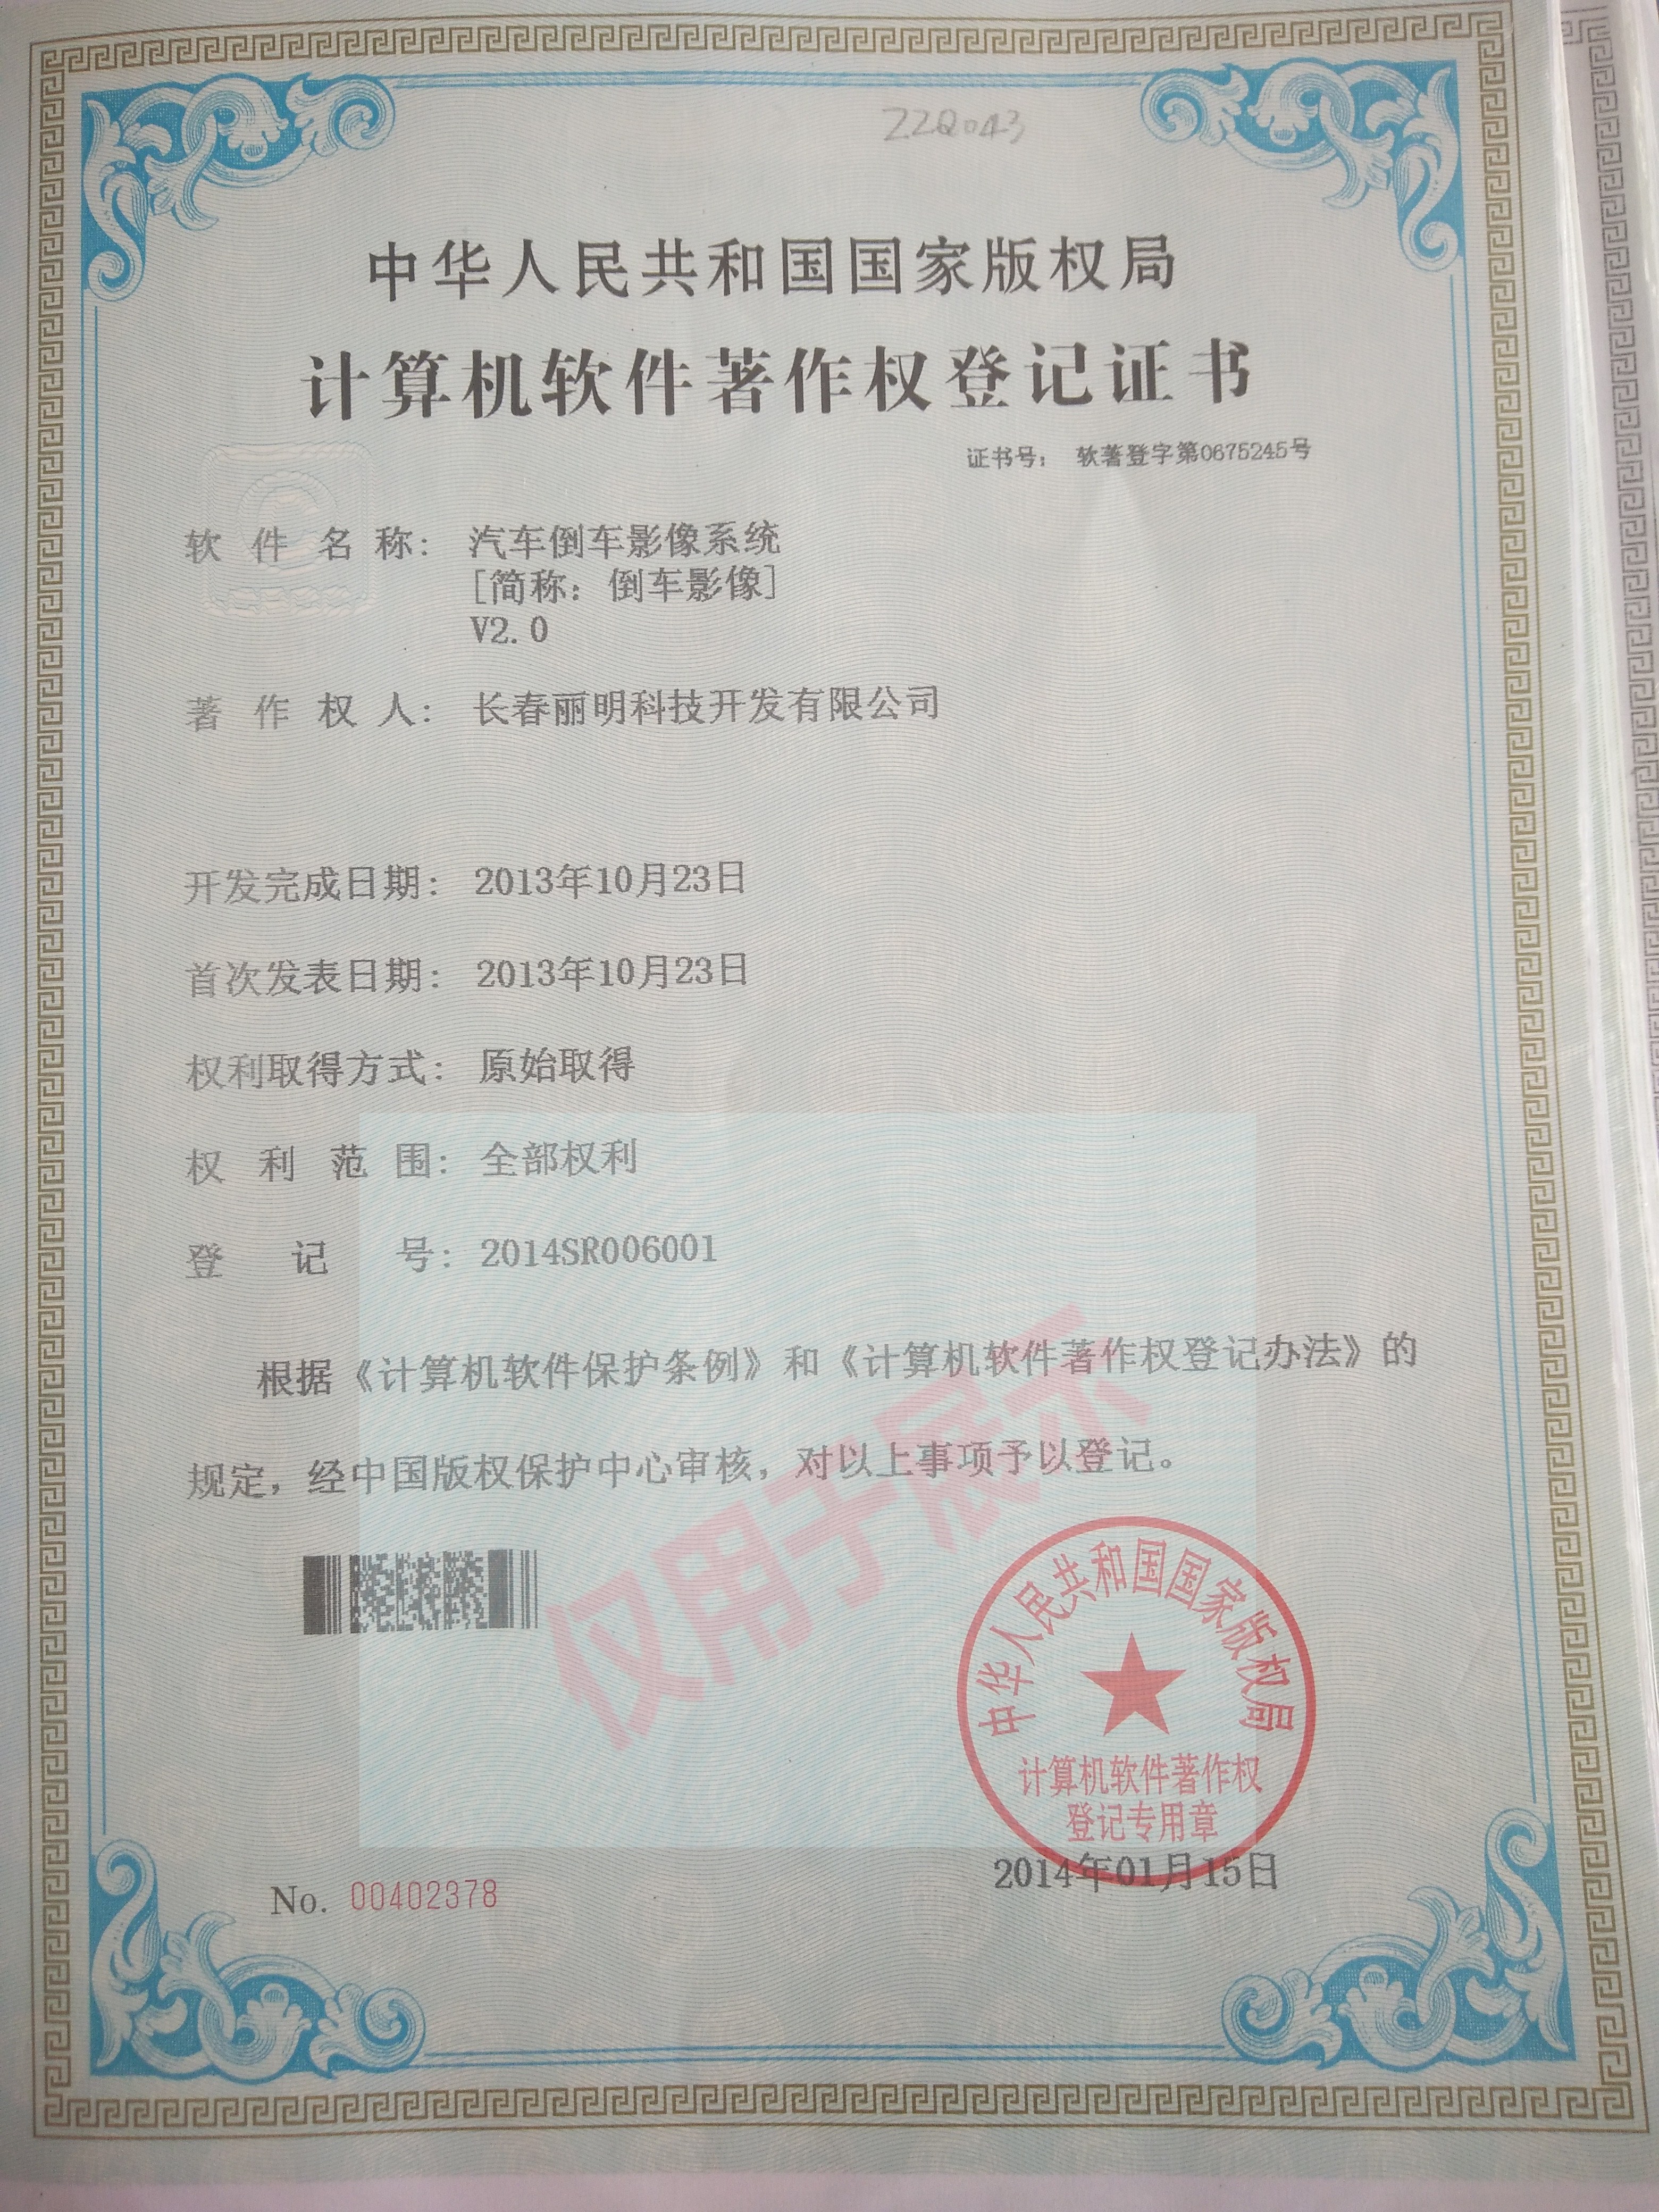 ZZQ043
中华人民共和国国家版权局
计算机软件著作权登记证书
证书号： 软著登字第0675245号
软件名称： 汽车倒车影像系统
[简称：倒车影像]
V2.0
著作权人： 长春丽明科技开发有限公司
开发完成日期： 2013年10月23日
首次发表日期： 2013年10月23日
权利取得方式： 原始取得
权利范围： 全部权利
登记号： 2014SR006001
根据《计算机软件保护条例》和《计算机软件著作权登记办法》的
规定，经中国版权保护中心审核，对以上事项予以登记。
仅用于展示
中华人民共和国国家版权局
计算机软件著作权
登记专用章
2014年01月15日
No. 00402378